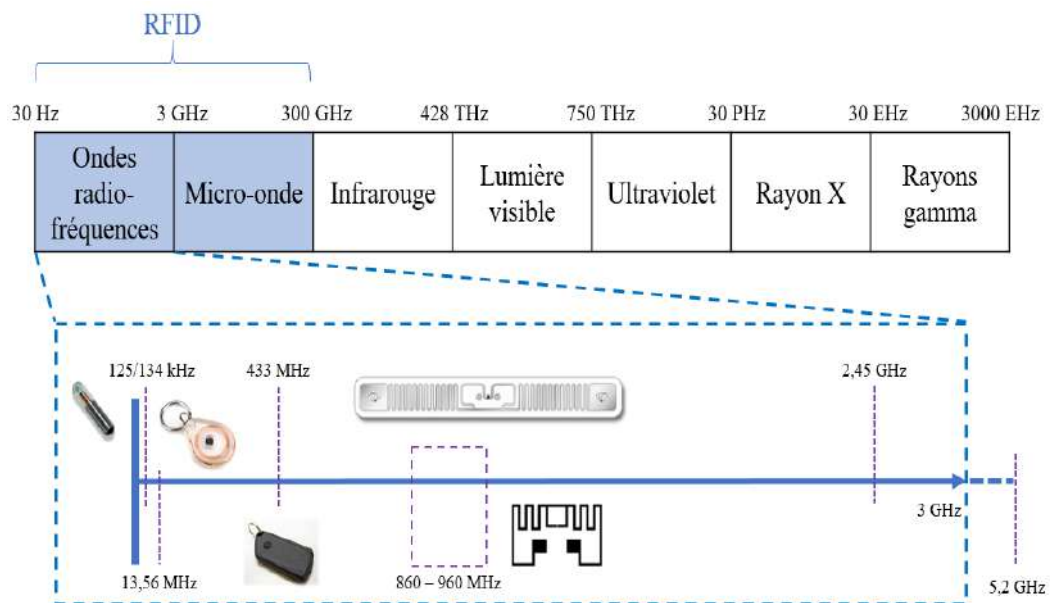 RFID
30 Hz 3 GHz 300 GHz 428 THz 750 THz 30 PHz 30 EHz 3000 EHz
Ondes
radio-
fréquences
Micro-onde
Infrarouge
Lumière
visible
Ultraviolet
Rayon X
Rayons
gamma
125/134 kHz 433 MHz 2,45 GHz
3 GHz
13,56 MHz 860 – 960 MHz 5,2 GHz